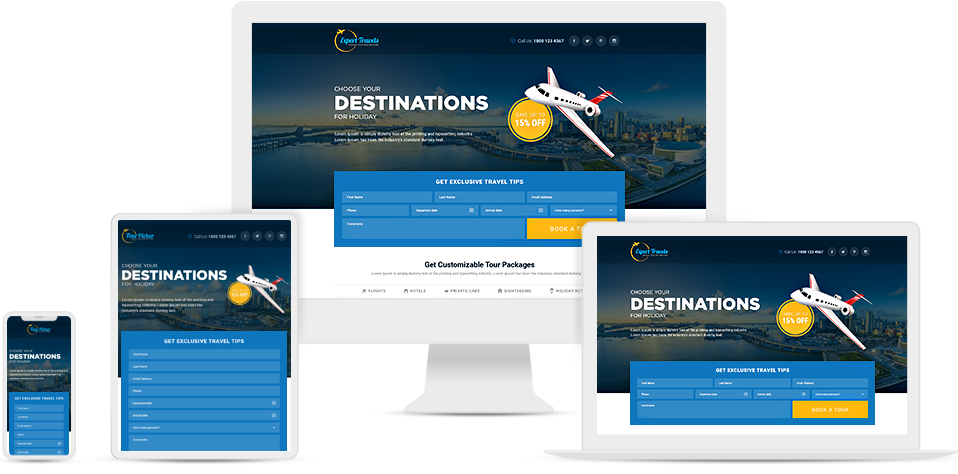 Expert Travels
Call Us: 1800 123 4567
CHOOSE YOUR
DESTINATIONS
FOR HOLIDAY
Lorem Ipsum is simply dummy text of the printing and typesetting industry.
Lorem Ipsum has been the industry's standard dummy text.
SAVE UP TO
15% OFF
GET EXCLUSIVE TRAVEL TIPS
First Name
Last Name
Email Address
Phone
Departure date
Arrival date
How many persons?
Comments
BOOK A TOU
Get Customizable Tour Packages
Lorem Ipsum is simply dummy text of the printing and typesetting industry. Lorem Ipsum has been the industry's standard dummy
FLIGHTS
HOTELS
PRIVATE-CABS
SIGHTSEEING
HOLIDAY ACT
Tour Picker
Call Us: 1800 123 4567
CHOOSE YOUR
DESTINATIONS
FOR HOLIDAY
Lorem Ipsum is simply dummy text of the printing and
typesetting industry. Lorem Ipsum has been the
industry's standard dummy text.
15% OFF
GET EXCLUSIVE TRAVEL TIPS
First Name
Last Name
Email Address
Phone
Departure date
Arrival date
How many persons?
Comments
Tour Picker
CHOOSE YOUR
DESTINATIONS
FOR HOLIDAY
GET EXCLUSIVE TRAVEL TIPS
First Name
Last Name
Email Address
Phone
Departure date
Expert Travels
Call Us: 1800 123 4567
CHOOSE YOUR
DESTINATIONS
FOR HOLIDAY
Lorem Ipsum is simply dummy text of the printing and typesetting industry.
Lorem Ipsum has been the industry's standard dummy text.
SAVE UP TO
15% OFF
GET EXCLUSIVE TRAVEL TIPS
First Name
Last Name
Email Address
Phone
Departure date
Arrival date
How many persons?
Comments
BOOK A TOUR